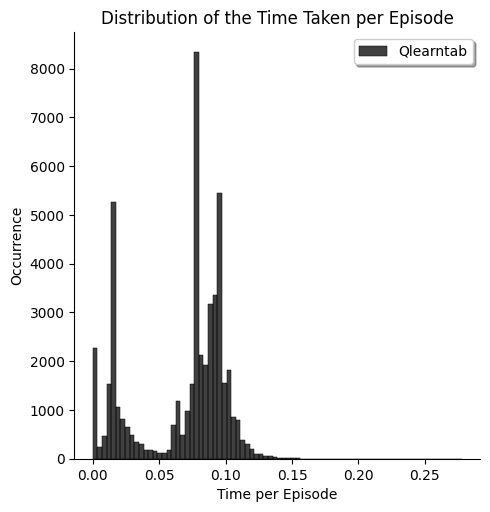 Distribution of the Time Taken per Episode
Qlearntab
8000
7000
6000
5000
4000
3000
2000
1000
0
Occurrence
0.00 0.05 0.10 0.15 0.20 0.25
Time per Episode